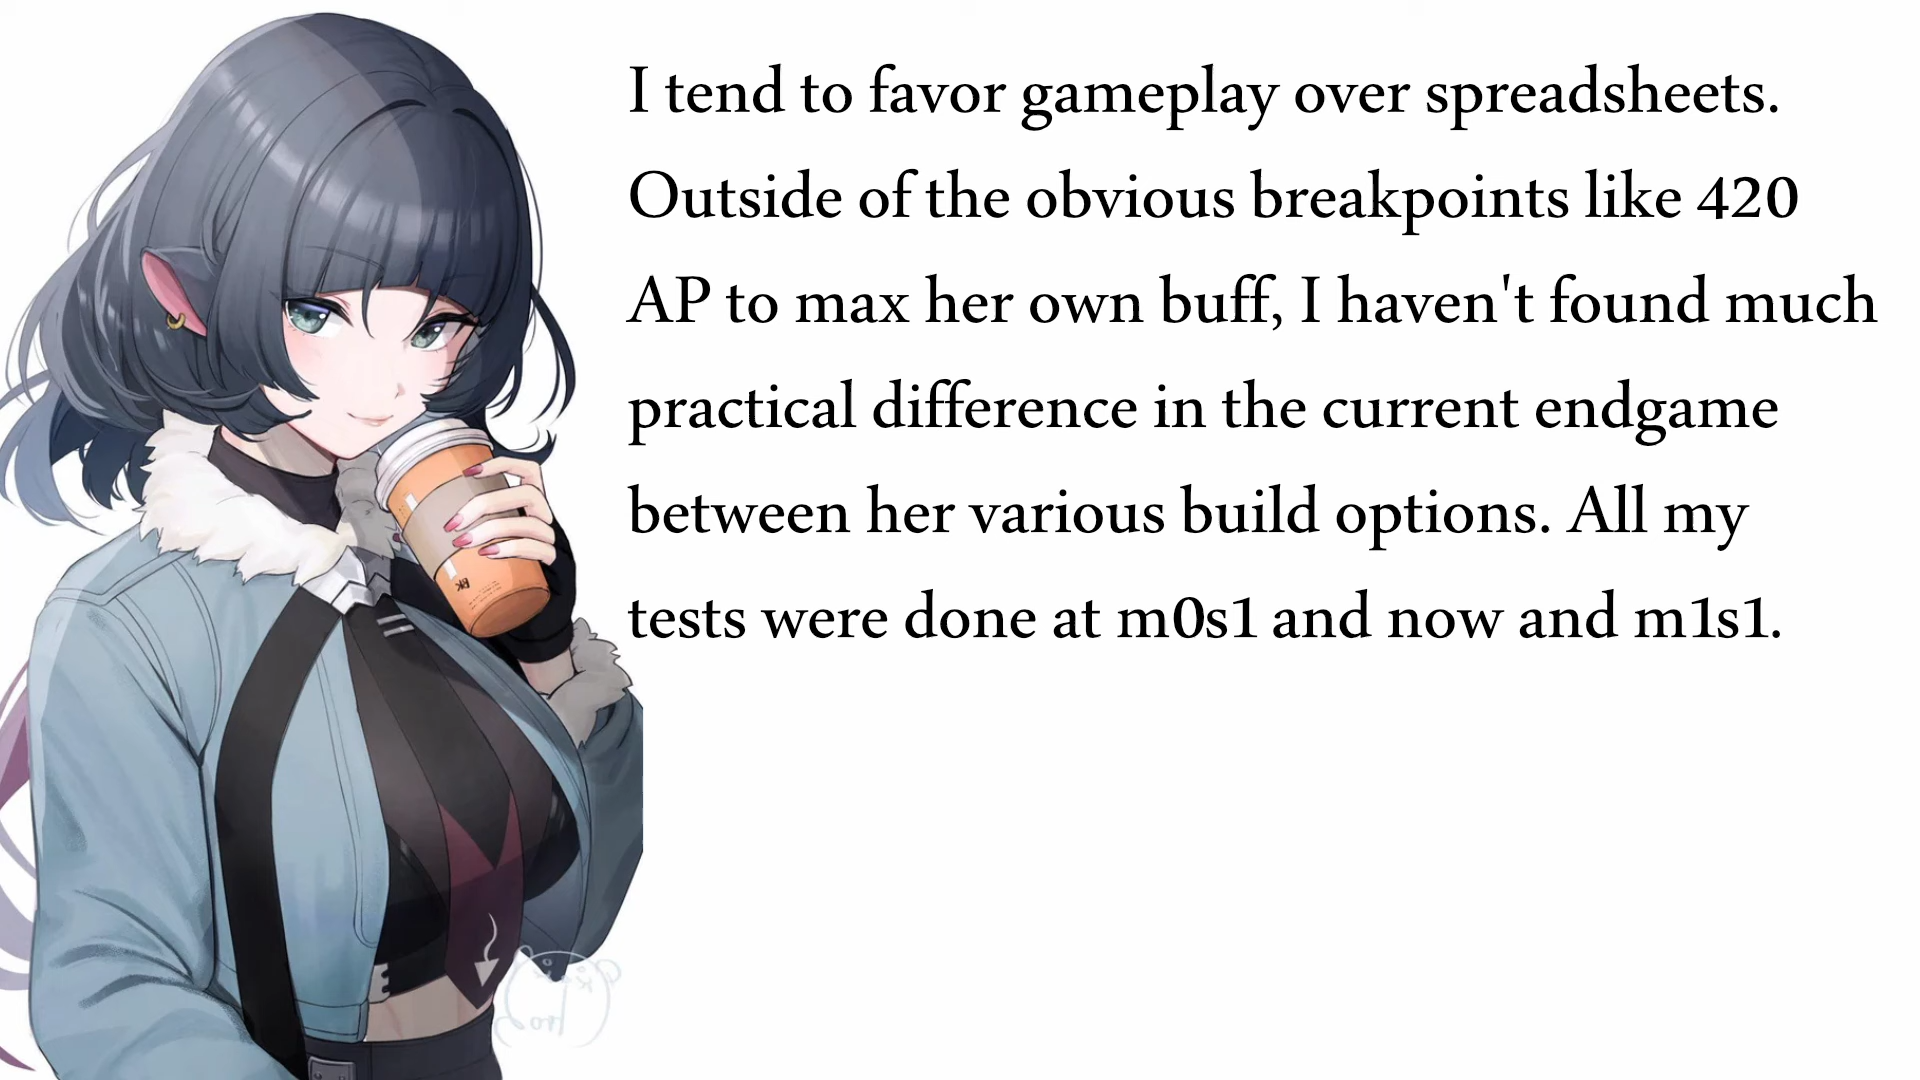 I tend to favor gameplay over spreadsheets.
Outside of the obvious breakpoints like 420
AP to max her own buff, I haven't found much
practical difference in the current endgame
between her various build options. All my
tests were done at m0s1 and now and m1s1.